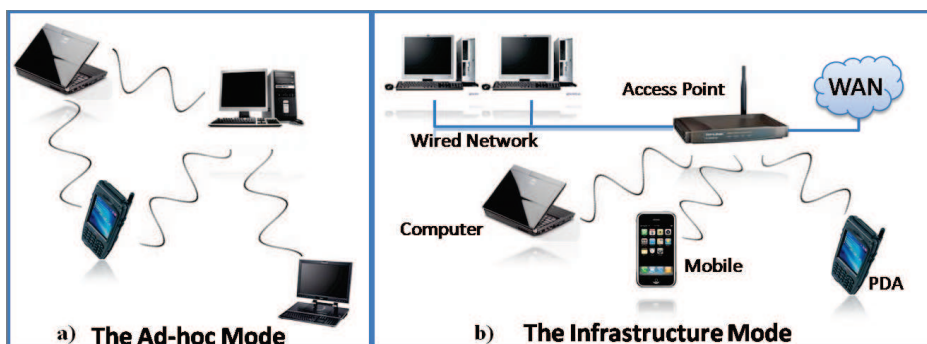 a) The Ad-hoc Mode
Access Point
WAN
Wired Network
Computer
Mobile
PDA
b) The Infrastructure Mode